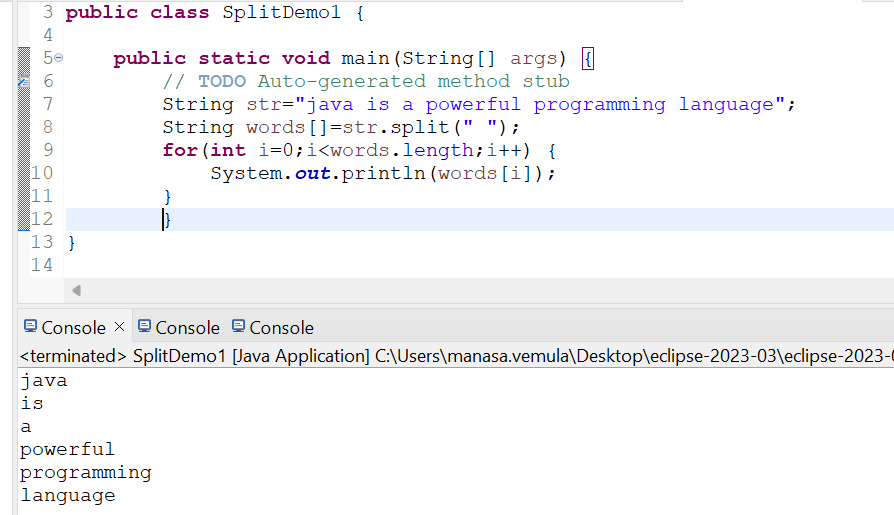 3 public class SplitDemo1 {
4
5 public static void main(String[] args) {
6 // TODO Auto-generated method stub
7 String str="java is a powerful programming language";
8 String words[]=str.split(" ");
9 for(int i=0;i<words.length;i++) {
10 System.out.println(words[i]);
11 }
12 }
13 }
14
Console × Console Console
<terminated> SplitDemo1 [Java Application] C:\Users\manasa.vemula\Desktop\eclipse-2023-03\eclipse-2023-
java
is
a
powerful
programming
language